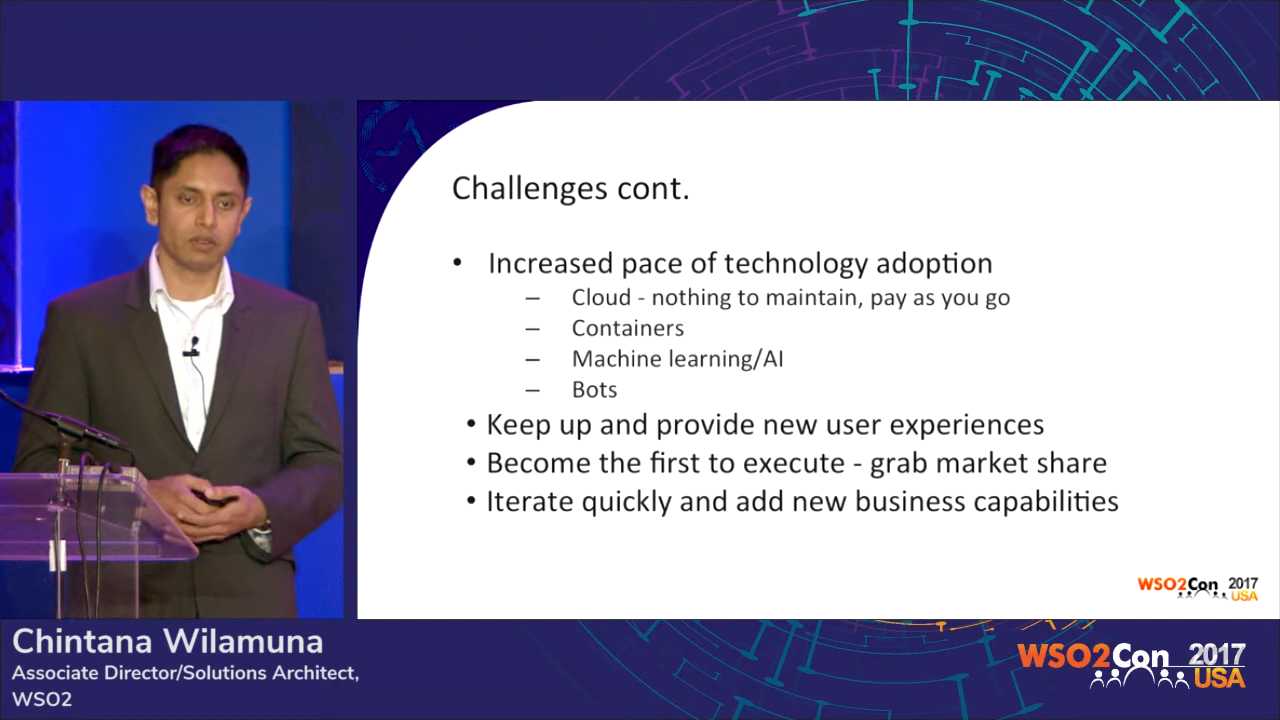 Challenges cont.
• Increased pace of technology adoption
– Cloud - nothing to maintain, pay as you go
– Containers
– Machine learning/AI
– Bots
• Keep up and provide new user experiences
• Become the first to execute - grab market share
• Iterate quickly and add new business capabilities
WSO2Con 2017
USA
Chintana Wilamuna
Associate Director/Solutions Architect,
WSO2
WSO2Con 2017
USA